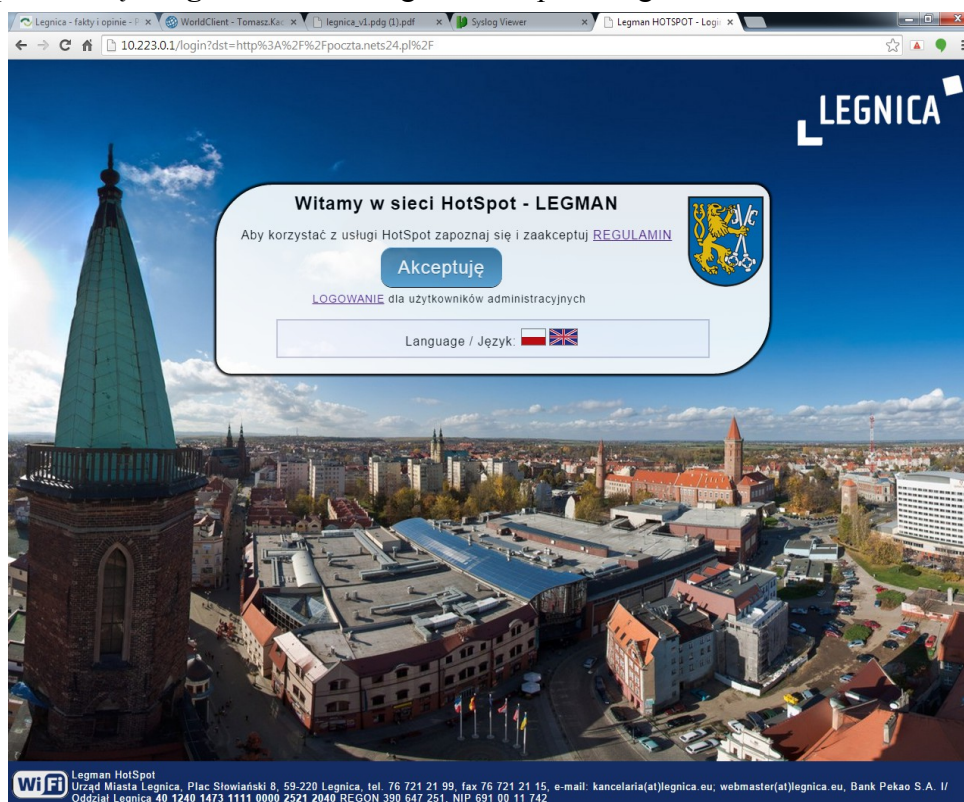 Legnica - fakty i opinie - F
WorldClient - Tomasz.Kac
legnica_v1.pdg (1).pdf
Syslog Viewer
Legman HOTSPOT - Logi
10.223.0.1/login?dst=http%3A%2F%2Fpoczta.nets24.pl%2F
LEGNICA
Witamy w sieci HotSpot - LEGMAN
Aby korzystać z usługi HotSpot zapoznaj się i zaakceptuj REGULAMIN
Akceptuję
LOGOWANIE dla użytkowników administracyjnych
Language / Język:
WiFi
Legman HotSpot
Urząd Miasta Legnica, Plac Słowiański 8, 59-220 Legnica, tel. 76 721 21 99, fax 76 721 21 15, e-mail: kancelaria(at)legnica.eu; webmaster(at)legnica.eu, Bank Pekao S.A. I/
Oddział Legnica 40 1240 1473 1111 0000 2521 2040 REGON 390 647 251, NIP 691 00 11 742